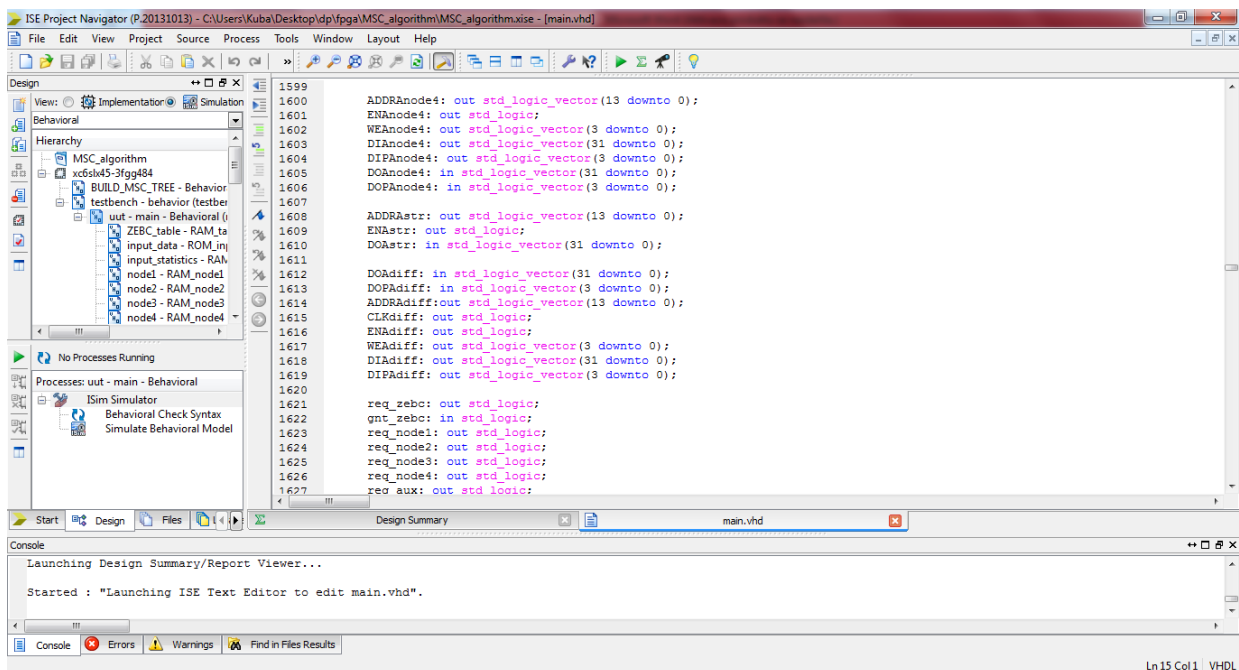 ISE Project Navigator (P.20131013) - C:\Users\Kuba\Desktop\dp\fpga\MSC_algorithm\MSC_algorithm.xise - [main.vhd]
File Edit View Project Source Process Tools Window Layout Help
Design
View: Implementation Simulation
Behavioral
Hierarchy
MSC_algorithm
xc6slx45-3fgg484
BUILD_MSC_TREE - Behavior
testbench - behavior (testber
uut - main - Behavioral (
ZEBC_table - RAM_ta
input_data - ROM_in
input_statistics - RAM
node1 - RAM_node1
node2 - RAM_node2
node3 - RAM_node3
node4 - RAM_node4
No Processes Running
Processes: uut - main - Behavioral
ISim Simulator
Behavioral Check Syntax
Simulate Behavioral Model
Start Design Files
1599
1600 ADDRAnode4: out std_logic_vector(13 downto 0);
1601 ENAnode4: out std_logic;
1602 WEAnode4: out std_logic_vector(3 downto 0);
1603 DIAnode4: out std_logic_vector(31 downto 0);
1604 DIPAnode4: out std_logic_vector(3 downto 0);
1605 DOAnode4: in std_logic_vector(31 downto 0);
1606 DOPAnode4: in std_logic_vector(3 downto 0);
1607
1608 ADDRAstr: out std_logic_vector(13 downto 0);
1609 ENAstr: out std_logic;
1610 DOAstr: in std_logic_vector(31 downto 0);
1611
1612 DOAdiff: in std_logic_vector(31 downto 0);
1613 DOPAdiff: in std_logic_vector(3 downto 0);
1614 ADDRAdiff:out std_logic_vector(13 downto 0);
1615 CLKdiff: out std_logic;
1616 ENAdiff: out std_logic;
1617 WEAdiff: out std_logic_vector(3 downto 0);
1618 DIAdiff: out std_logic_vector(31 downto 0);
1619 DIPAdiff: out std_logic_vector(3 downto 0);
1620
1621 req_zebc: out std_logic;
1622 gnt_zebc: in std_logic;
1623 req_node1: out std_logic;
1624 req_node2: out std_logic;
1625 req_node3: out std_logic;
1626 req_node4: out std_logic;
1627 req_aux: out std_logic;
Design Summary main.vhd
Console
Launching Design Summary/Report Viewer...
Started : "Launching ISE Text Editor to edit main.vhd".
Console Errors Warnings Find in Files Results
Ln 15 Col 1 VHDL